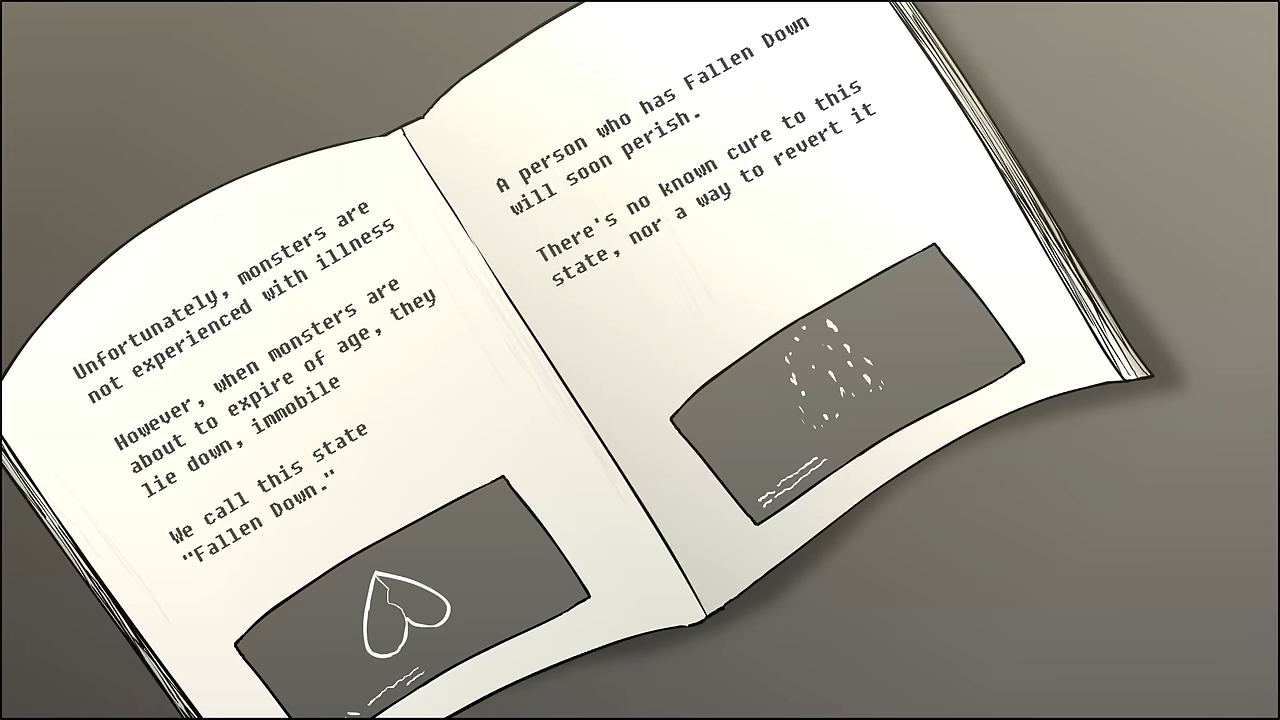 Unfortunately, monsters are
not experienced with illness
However, when monsters are
about to expire of age, they
lie down, immobile
We call this state
"Fallen Down."
A person who has Fallen Down
will soon perish.
There's no known cure to this
state, nor a way to revert it